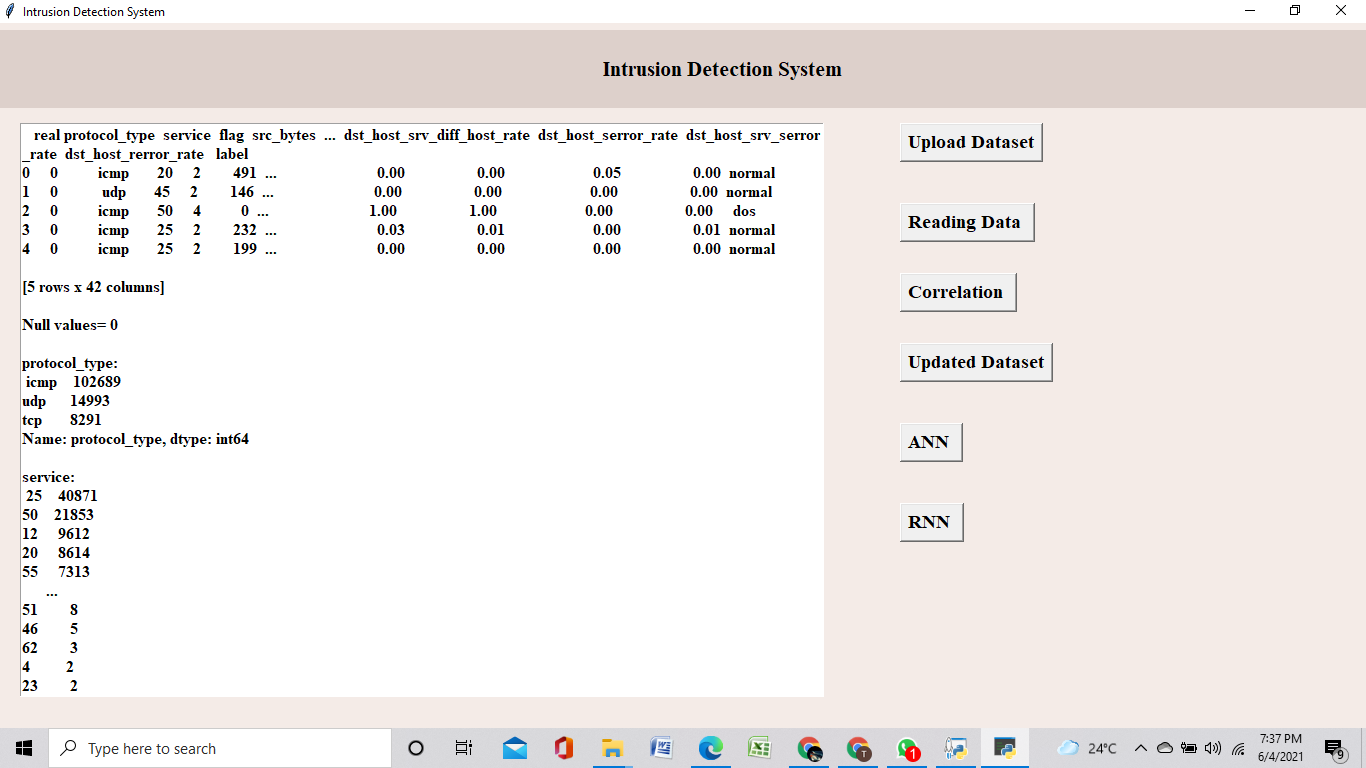 Intrusion Detection System
Intrusion Detection System
real protocol_type service flag src_bytes ... dst_host_srv_diff_host_rate dst_host_serror_rate dst_host_srv_serror
_rate dst_host_rerror_rate label
0 0 icmp 20 2 491 ... 0.00 0.00 0.05 0.00 normal
1 0 udp 45 2 146 ... 0.00 0.00 0.00 0.00 normal
2 0 icmp 50 4 0 ... 1.00 1.00 0.00 0.00 dos
3 0 icmp 25 2 232 ... 0.03 0.01 0.00 0.01 normal
4 0 icmp 25 2 199 ... 0.00 0.00 0.00 0.00 normal
[5 rows x 42 columns]
Null values= 0
protocol_type:
icmp 102689
udp 14993
tcp 8291
Name: protocol_type, dtype: int64
service:
25 40871
50 21853
12 9612
20 8614
55 7313
...
51 8
46 5
62 3
4 2
23 2
Upload Dataset
Reading Data
Correlation
Updated Dataset
ANN
RNN
Type here to search
T
1
24°C
7:37 PM
6/4/2021
9